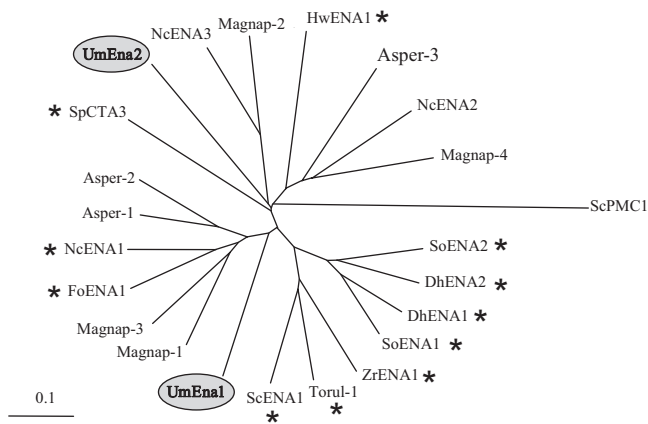 HwENA1 *
Magnap-2
NcENA3
UmEna2
Asper-3
* SpCTA3
NcENA2
Magnap-4
Asper-2
ScPMC1
Asper-1
* NcENA1
SoENA2 *
* FoENA1
DhENA2 *
DhENA1 *
Magnap-3
SoENA1 *
Magnap-1
ZrENA1 *
UmEna1
Torul-1
*
ScENA1
*
0.1